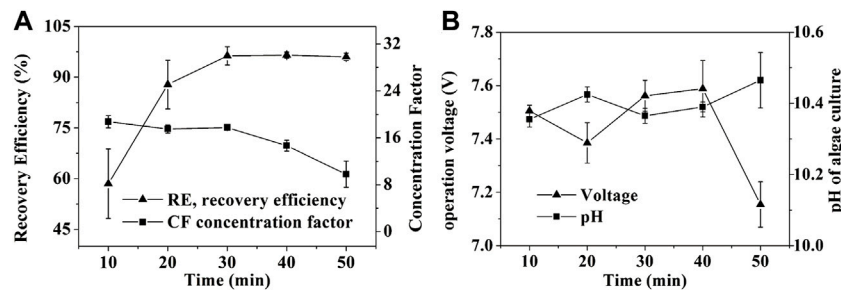 A
105
90
75
60
45
Recovery Efficiency (%)
32
24
16
8
0
Concentration Factor
RE, recovery efficiency
CF concentration factor
10 20 30 40 50
Time (min)
B
7.8
7.6
7.4
7.2
7.0
operation voltage (V)
10.6
10.4
10.2
10.0
pH of algae culture
Voltage
pH
10 20 30 40 50
Time (min)